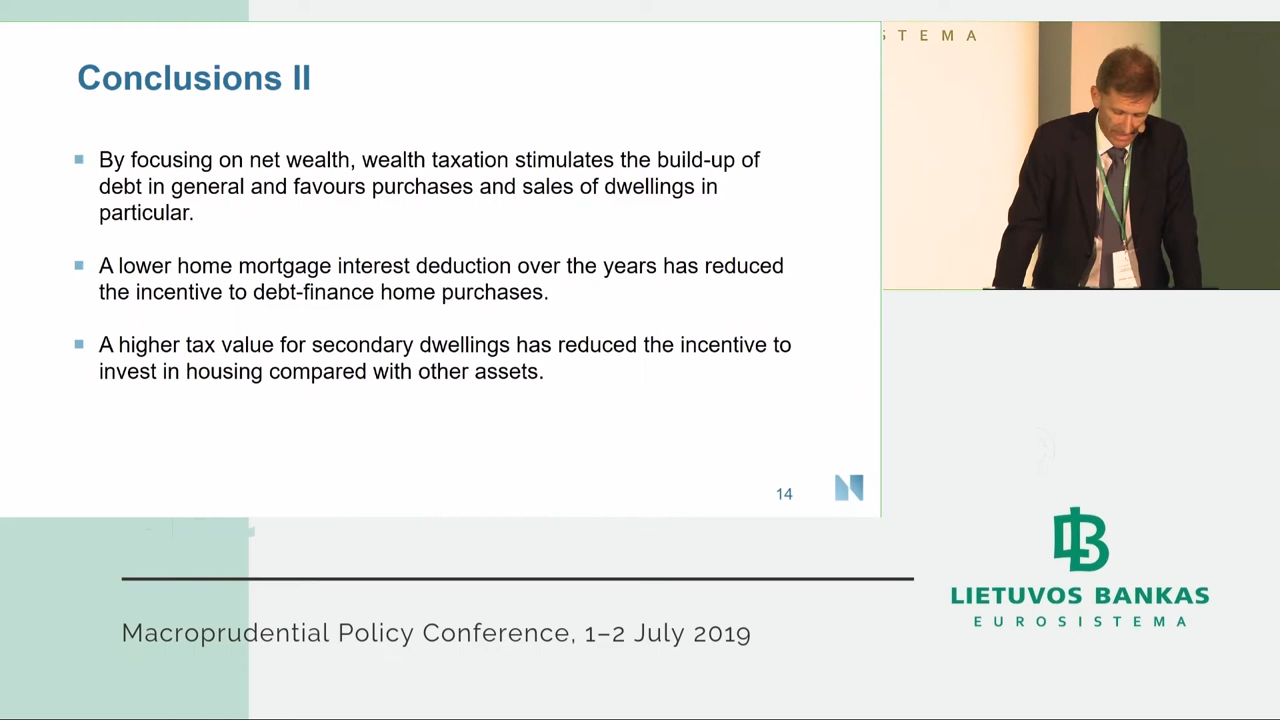 Conclusions II
By focusing on net wealth, wealth taxation stimulates the build-up of
debt in general and favours purchases and sales of dwellings in
particular.
A lower home mortgage interest deduction over the years has reduced
the incentive to debt-finance home purchases.
A higher tax value for secondary dwellings has reduced the incentive to
invest in housing compared with other assets.
14
STEMA
LIETUVOS BANKAS
EUROSISTEMA
Macroprudential Policy Conference, 1–2 July 2019